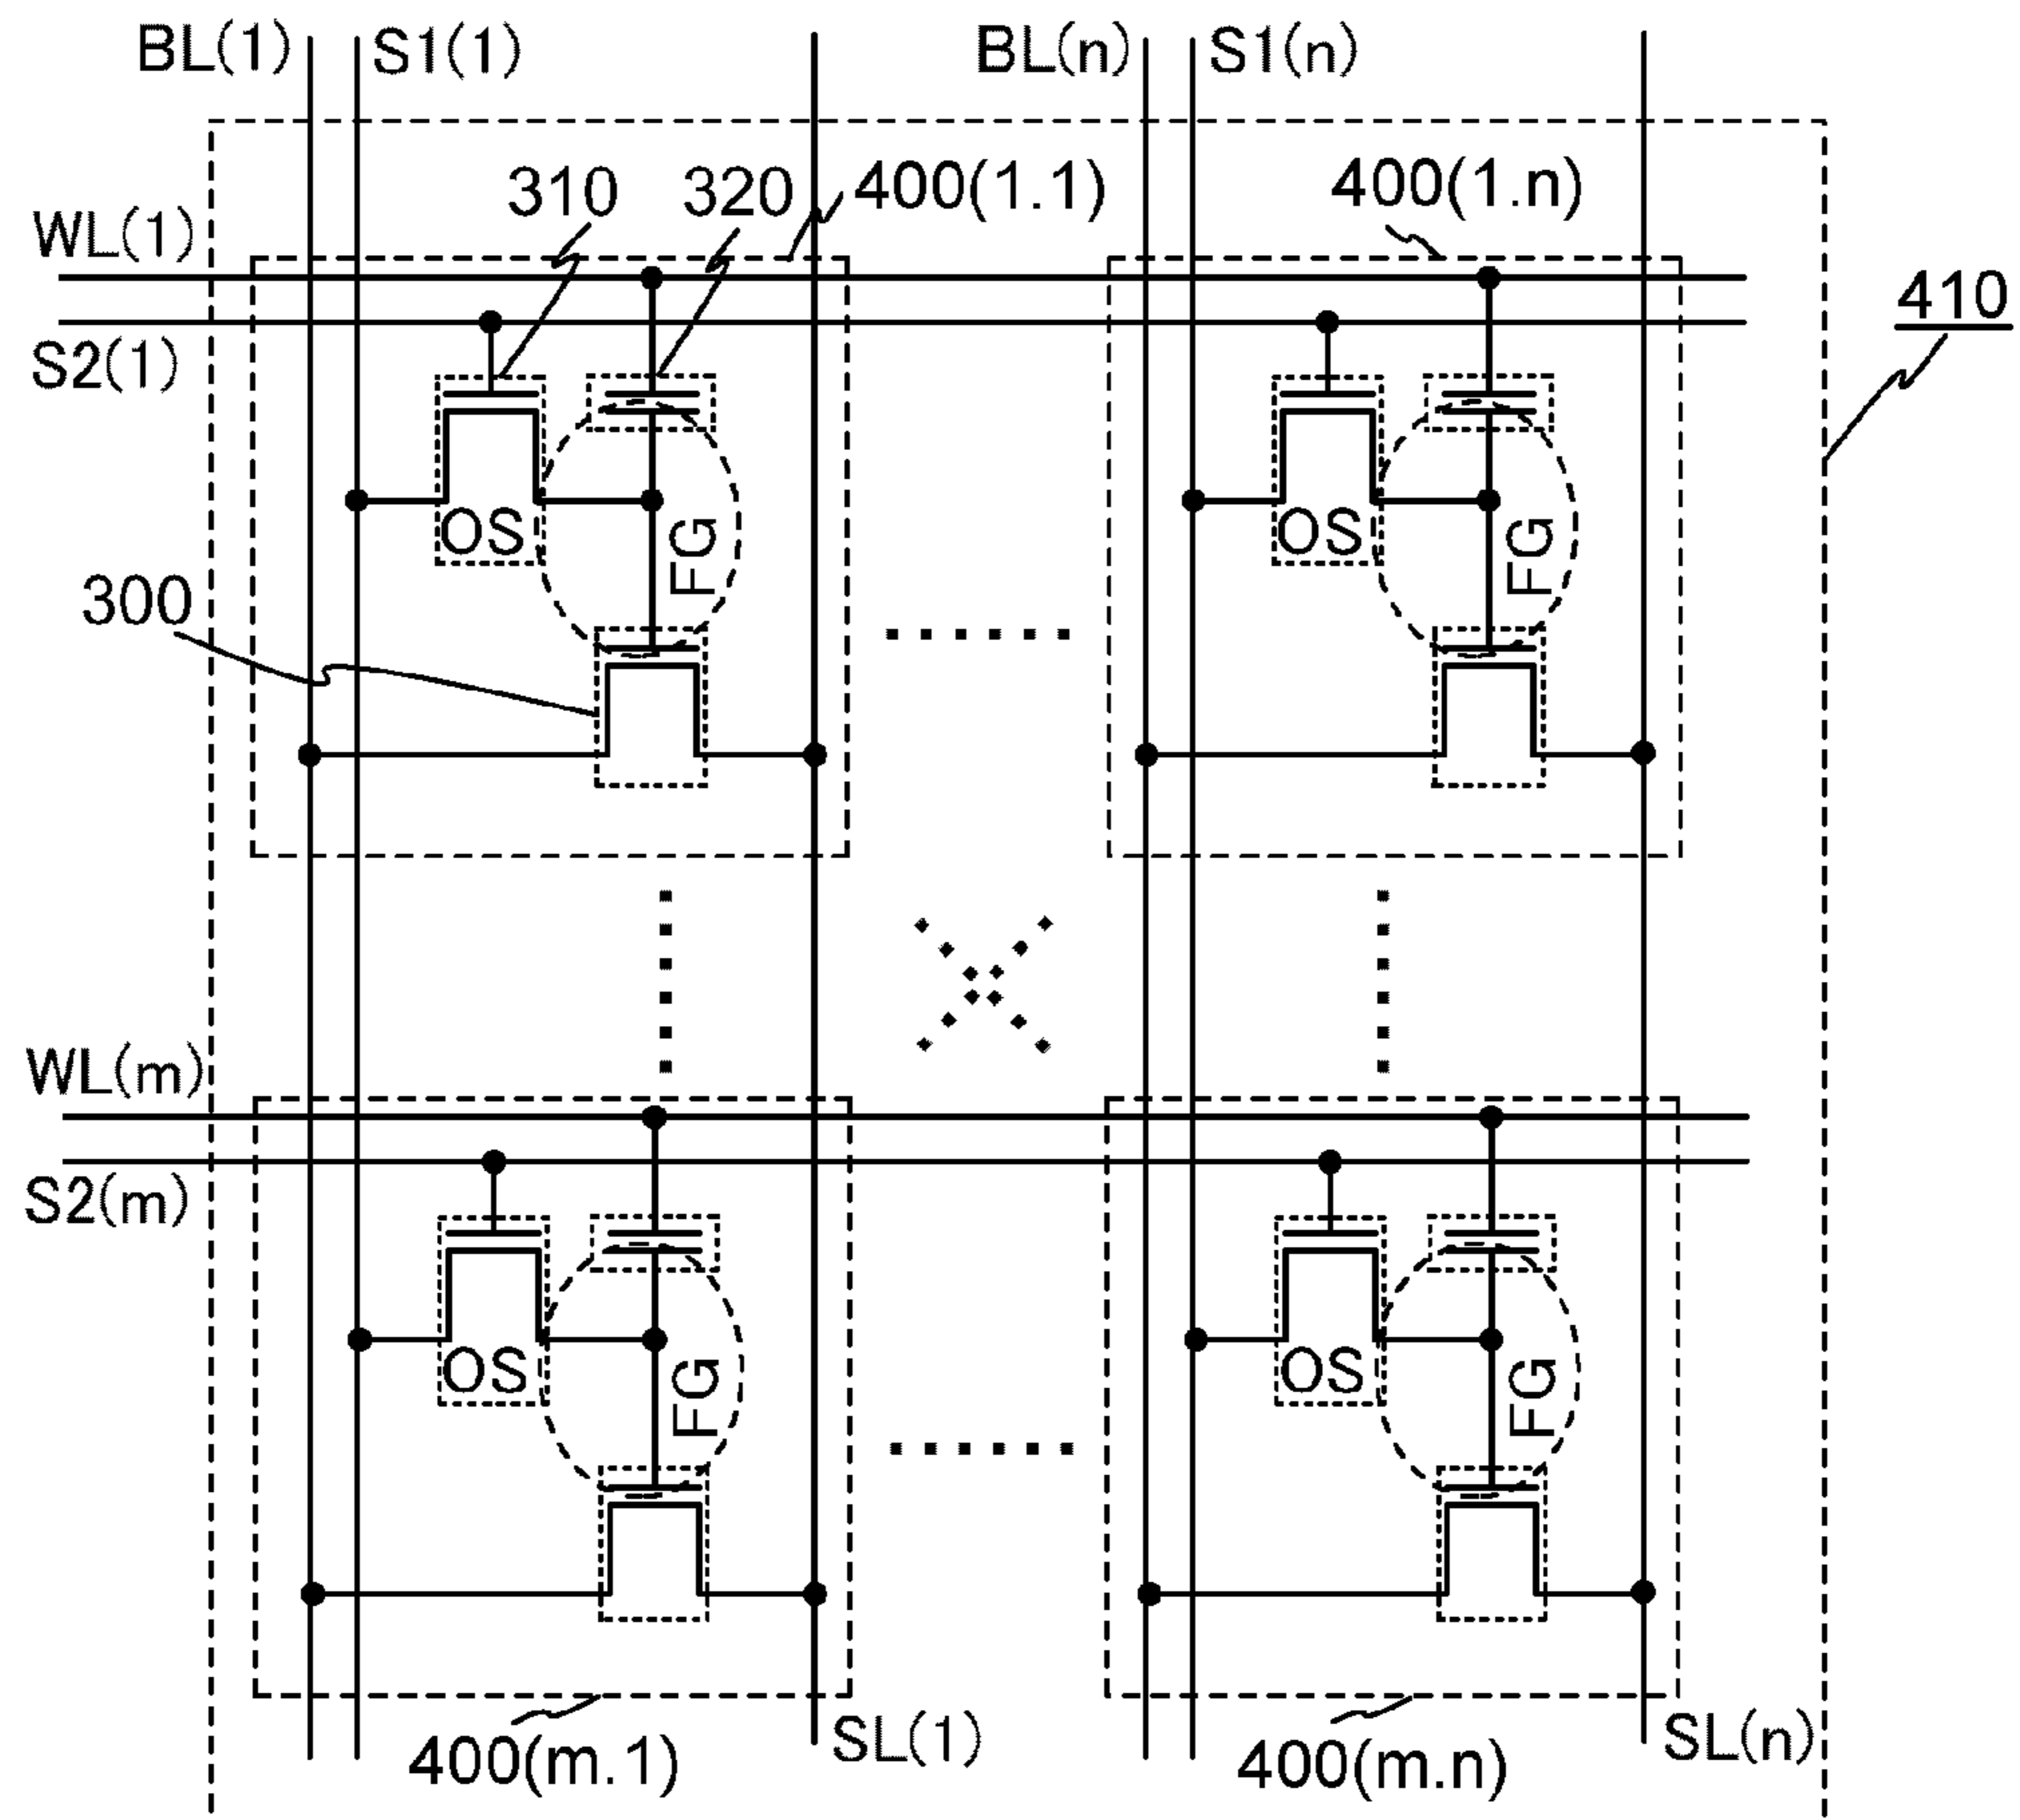 BL(1) S1(1) BL(n) S1(n)
310 320 400(1.1) 400(1.n)
WL(1)
410
S2(1)
OS FG OS FG
300
WL(m)
S2(m)
OS FG OS FG
400(m.1) SL(1) 400(m.n) SL(n)